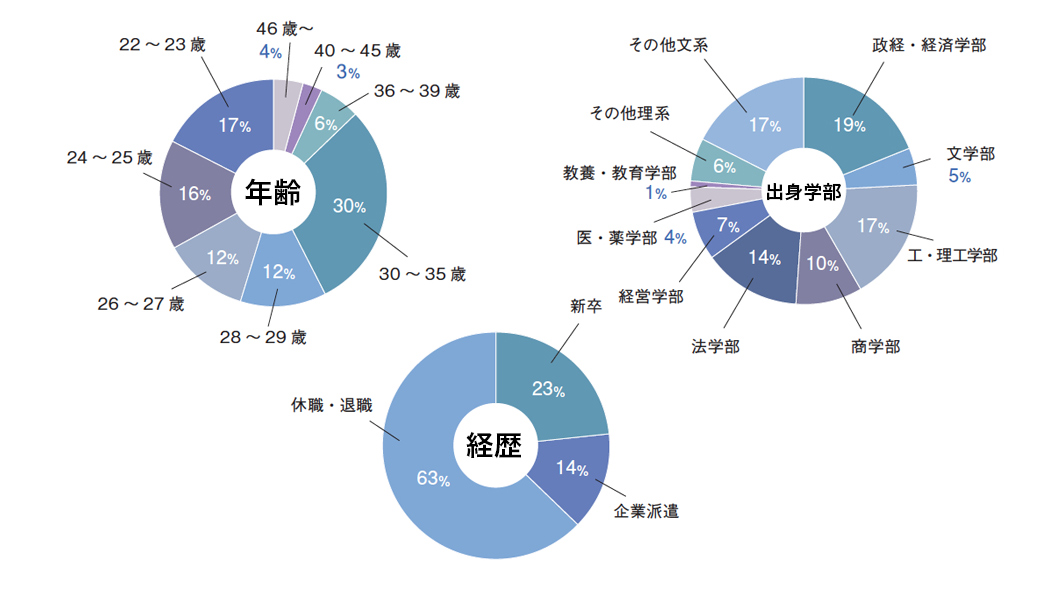 46 歳～
4%
22 ～ 23 歳
40 ～ 45 歳
3%
36 ～ 39 歳
6%
17%
24 ～ 25 歳
16%
年齢
30%
12%
12%
30 ～ 35 歳
26 ～ 27 歳
28 ～ 29 歳
その他文系
政経・経済学部
その他理系
17%
19%
文学部
5%
6%
教養・教育学部
1%
出身学部
医・薬学部 4%
7%
17%
工・理工学部
14%
10%
経営学部
法学部
商学部
新卒
23%
休職・退職
経歴
14%
63%
企業派遣